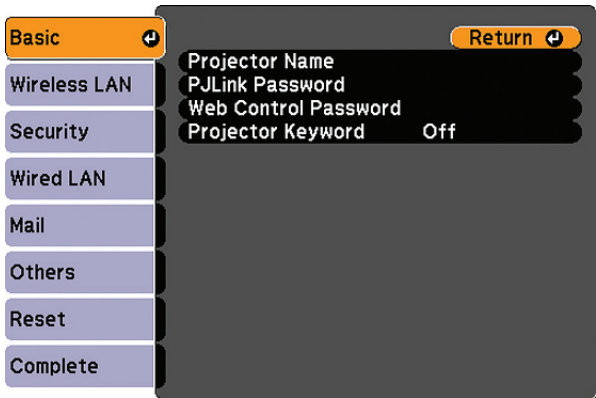 Basic
Wireless LAN
Security
Wired LAN
Mail
Others
Reset
Complete
Return
Projector Name
PJLink Password
Web Control Password
Projector Keyword Off